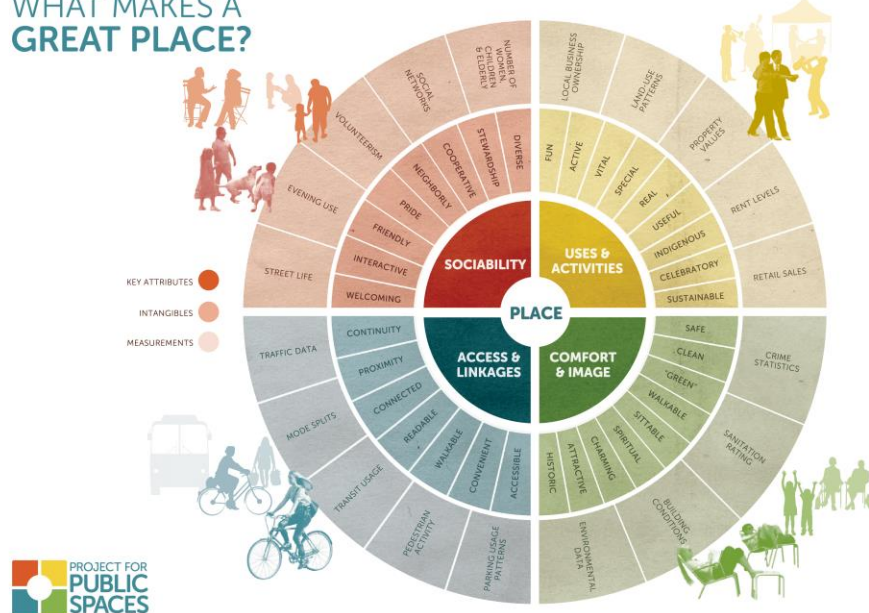 WHAT MAKES A
GREAT PLACE?
KEY ATTRIBUTES
INTANGIBLES
MEASUREMENTS
PLACE
SOCIABILITY
USES &
ACTIVITIES
ACCESS &
LINKAGES
COMFORT
& IMAGE
WELCOMING
INTERACTIVE
FRIENDLY
PRIDE
NEIGHBORLY
COOPERATIVE
STEWARDSHIP
DIVERSE
STREET LIFE
EVENING USE
VOLUNTEERISM
SOCIAL
NETWORKS
NUMBER OF
WOMEN,
CHILDREN
& ELDERLY
FUN
ACTIVE
VITAL
SPECIAL
REAL
USEFUL
INDIGENOUS
CELEBRATORY
SUSTAINABLE
LOCAL BUSINESS
OWNERSHIP
LAND-USE
PATTERNS
PROPERTY
VALUES
RENT LEVELS
RETAIL SALES
SAFE
CLEAN
"GREEN"
WALKABLE
SITTABLE
SPIRITUAL
CHARMING
ATTRACTIVE
HISTORIC
CRIME
STATISTICS
SANITATION
RATING
BUILDING
CONDITIONS
ENVIRONMENTAL
DATA
CONTINUITY
PROXIMITY
CONNECTED
READABLE
WALKABLE
CONVENIENT
ACCESSIBLE
TRAFFIC DATA
MODE SPLITS
TRANSIT USAGE
PEDESTRIAN
ACTIVITY
PARKING USAGE
PATTERNS
PROJECT FOR
PUBLIC
SPACES